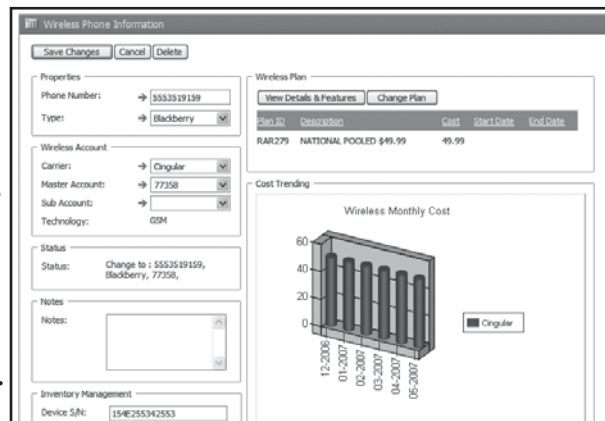 Wireless Phone Information
Save Changes Cancel Delete
Properties
Phone Number: 5553519159
Type: Blackberry
Wireless Account
Carrier: Cingular
Master Account: 77358
Sub Account:
Technology: GSM
Status
Status: Change to : 5553519159,
Blackberry, 77358,
Notes
Notes:
Inventory Management
Device S/N: 154E255342553
Wireless Plan
View Details & Features Change Plan
Plan ID Description Cost Start Date End Date
RAR279 NATIONAL POOLED $49.99 49.99
Cost Trending
Wireless Monthly Cost
60
40
20
0
12-2006
01-2007
02-2007
03-2007
04-2007
05-2007
Cingular